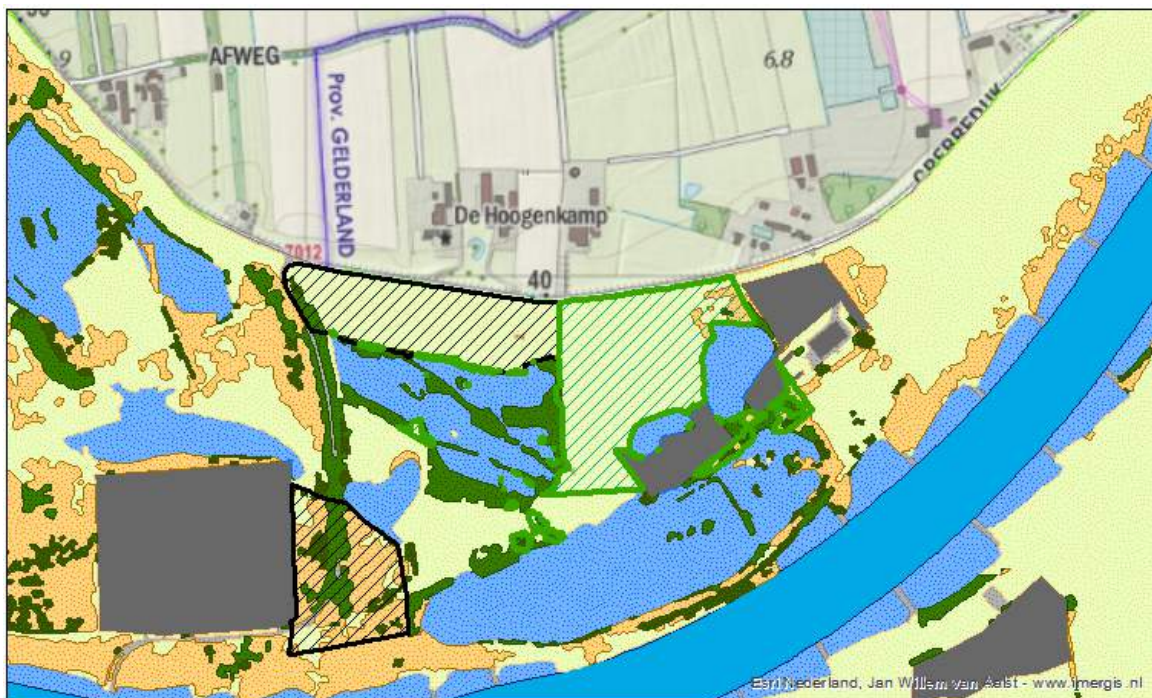 AFWEG
6.8
Prov. GELDERLAND
De Hoogenkamp
7012
40
Esri Nederland, Jan Willem van Aalst - www.imergis.nl